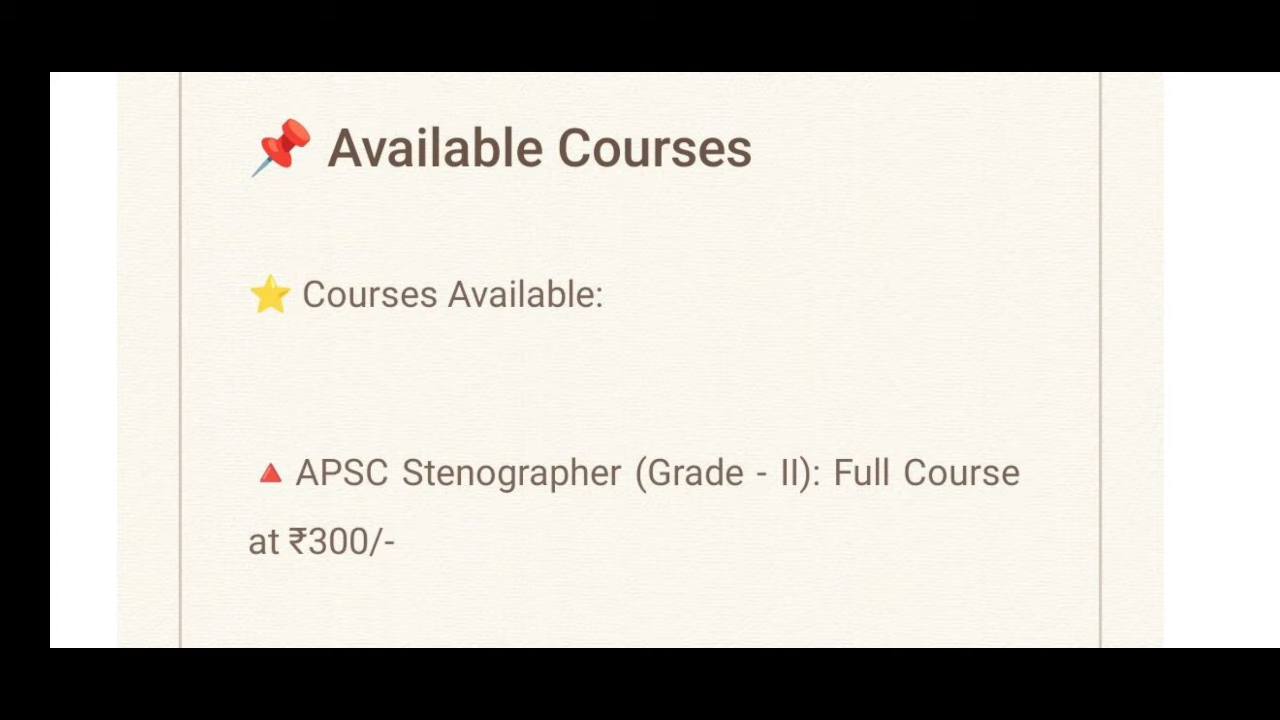 📌 Available Courses
⭐ Courses Available:
🔺APSC Stenographer (Grade - II): Full Course
at ₹300/-